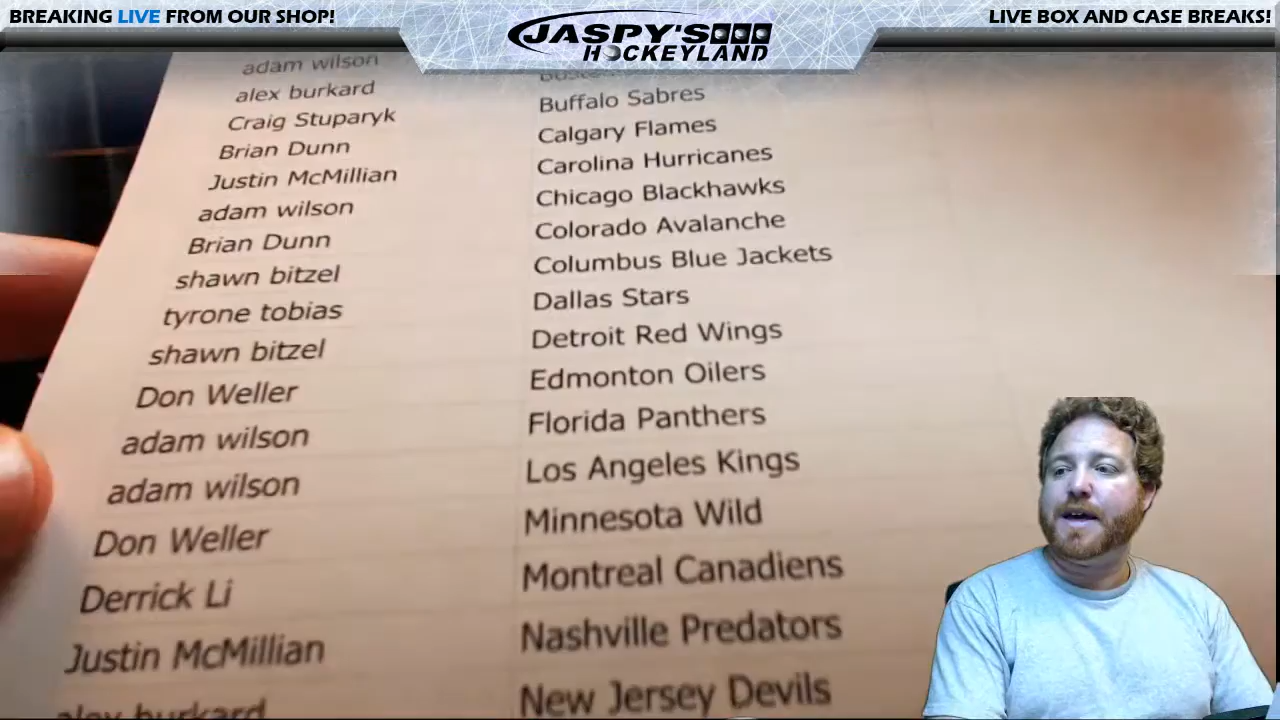 BREAKING LIVE FROM OUR SHOP!
JASPY'S
HOCKEYLAND
LIVE BOX AND CASE BREAKS!
adam wilson
alex burkard
Craig Stuparyk Buffalo Sabres
Brian Dunn Calgary Flames
Justin McMillian Carolina Hurricanes
adam wilson Chicago Blackhawks
Brian Dunn Colorado Avalanche
shawn bitzel Columbus Blue Jackets
tyrone tobias Dallas Stars
shawn bitzel Detroit Red Wings
Don Weller Edmonton Oilers
adam wilson Florida Panthers
adam wilson Los Angeles Kings
Don Weller Minnesota Wild
Derrick Li Montreal Canadiens
Justin McMillian Nashville Predators
alex burkard New Jersey Devils